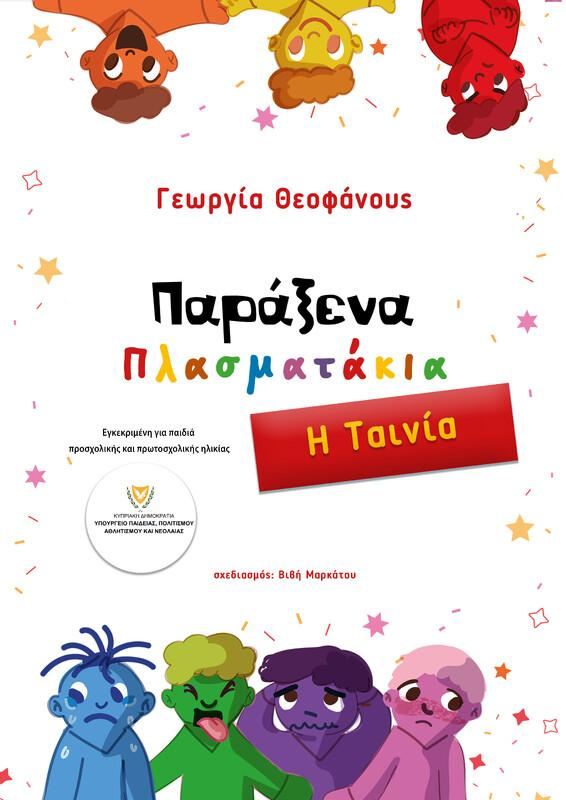 Γεωργία Θεοφάνους
Παράξενα
Πλασματάκια
Η Ταινία
Εγκεκριμένη για παιδιά
προσχολικής και πρωτοσχολικής ηλικίας
ΚΥΠΡΙΑΚΗ ΔΗΜΟΚΡΑΤΙΑ
ΥΠΟΥΡΓΕΙΟ ΠΑΙΔΕΙΑΣ, ΠΟΛΙΤΙΣΜΟΥ
ΑΘΛΗΤΙΣΜΟΥ ΚΑΙ ΝΕΟΛΑΙΑΣ
σχεδιασμός: Βιβή Μαρκάτου